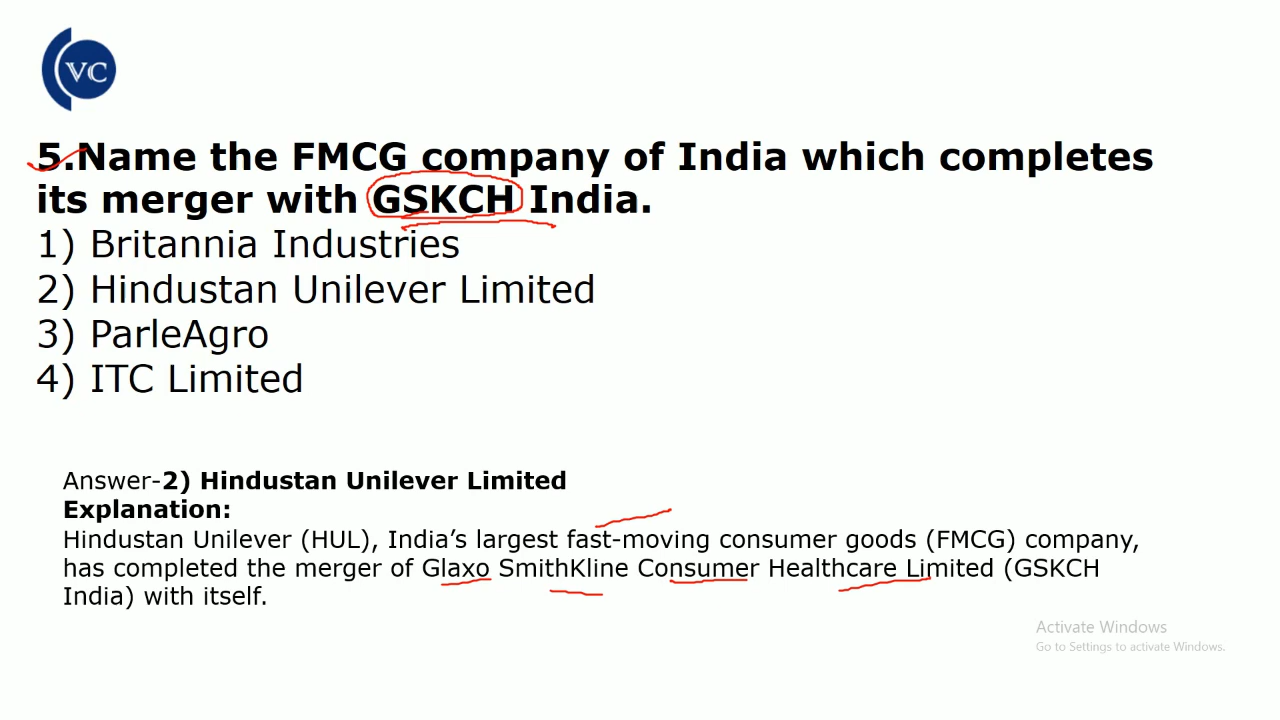 VC
5.Name the FMCG company of India which completes
its merger with GSKCH India.
1) Britannia Industries
2) Hindustan Unilever Limited
3) ParleAgro
4) ITC Limited
Answer-2) Hindustan Unilever Limited
Explanation:
Hindustan Unilever (HUL), India’s largest fast-moving consumer goods (FMCG) company,
has completed the merger of Glaxo SmithKline Consumer Healthcare Limited (GSKCH
India) with itself.
Activate Windows
Go to Settings to activate Windows.